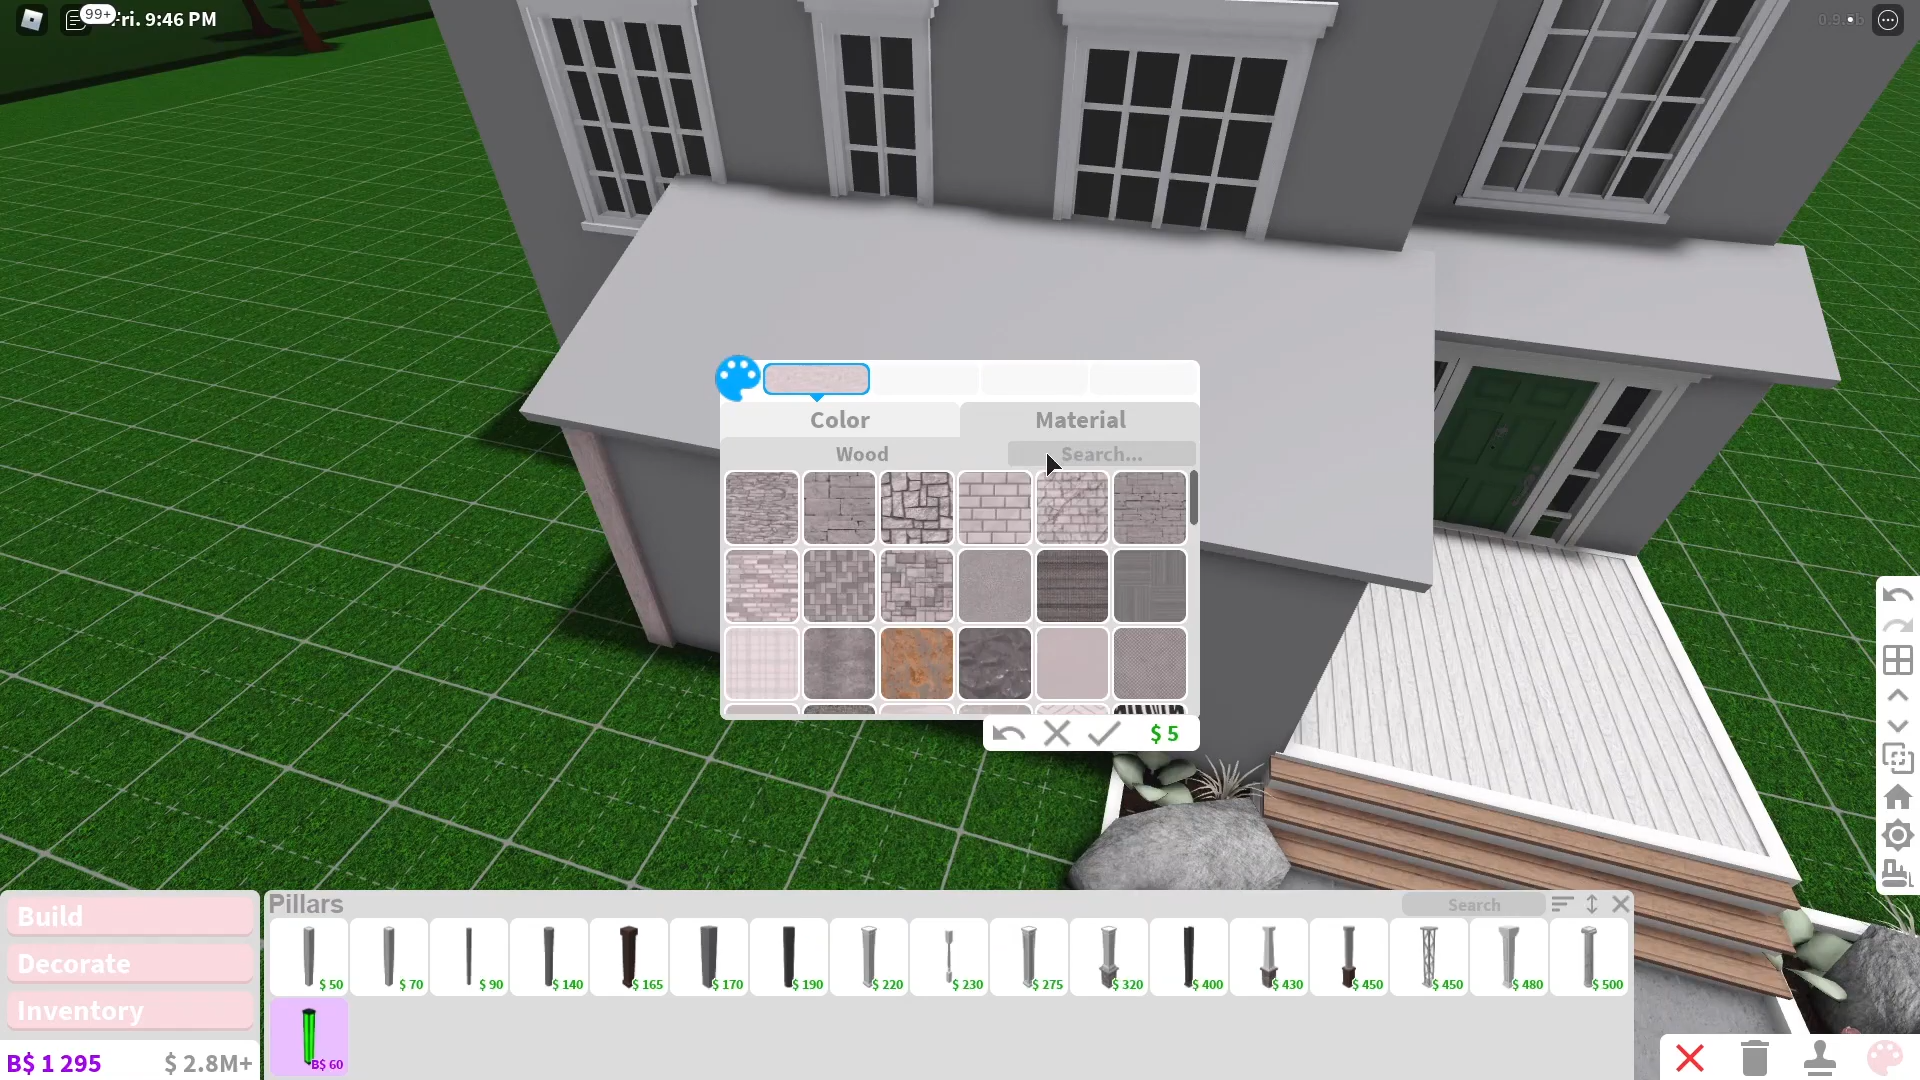 99+
Fri. 9:46 PM
Color
Material
Wood
Search...
$ 5
Pillars
Search
$ 50
$ 70
$ 90
$ 140
$ 165
$ 170
$ 190
$ 220
$ 230
$ 275
$ 320
$ 400
$ 430
$ 450
$ 450
$ 480
$ 500
B$ 60
Build
Decorate
Inventory
B$ 1 295
$ 2.8M+